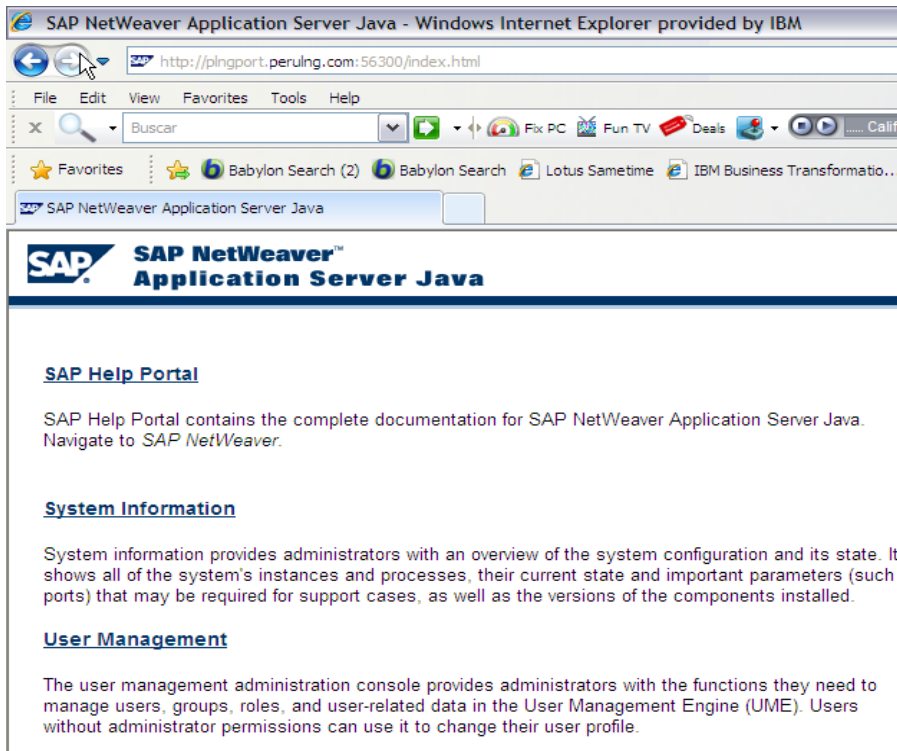 SAP NetWeaver Application Server Java - Windows Internet Explorer provided by IBM
SAP http://plngport.perulng.com:56300/index.html
File Edit View Favorites Tools Help
x Buscar Fix PC Fun TV Deals ..... Calif
Favorites Babylon Search (2) Babylon Search Lotus Sametime IBM Business Transformatio...
SAP SAP NetWeaver Application Server Java
SAP SAP NetWeaver™
Application Server Java
SAP Help Portal
SAP Help Portal contains the complete documentation for SAP NetWeaver Application Server Java.
Navigate to SAP NetWeaver.
System Information
System information provides administrators with an overview of the system configuration and its state. It
shows all of the system's instances and processes, their current state and important parameters (such
ports) that may be required for support cases, as well as the versions of the components installed.
User Management
The user management administration console provides administrators with the functions they need to
manage users, groups, roles, and user-related data in the User Management Engine (UME). Users
without administrator permissions can use it to change their user profile.